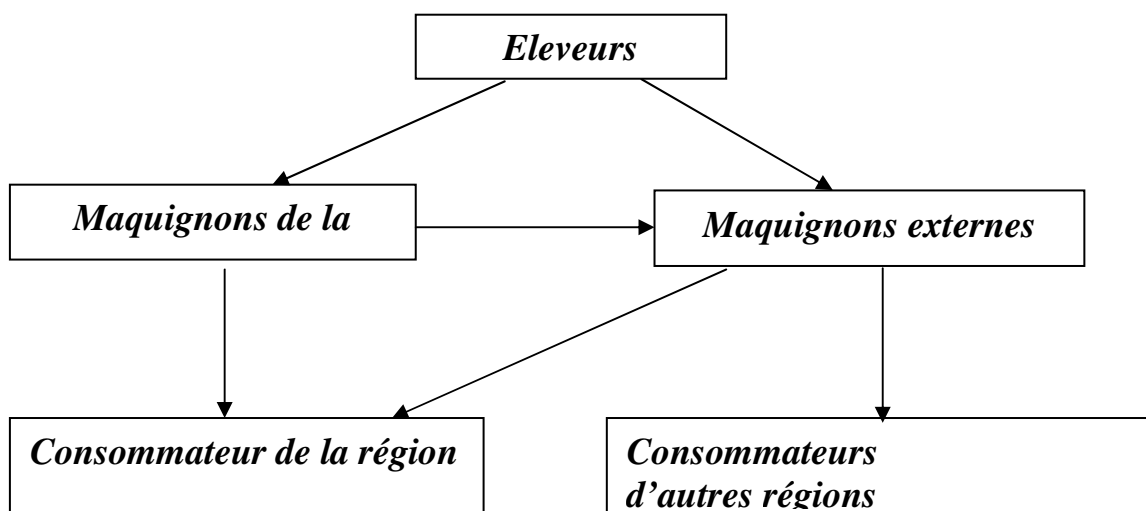 Eleveurs
Maquignons de la
Maquignons externes
Consommateur de la région
Consommateurs
d’autres régions